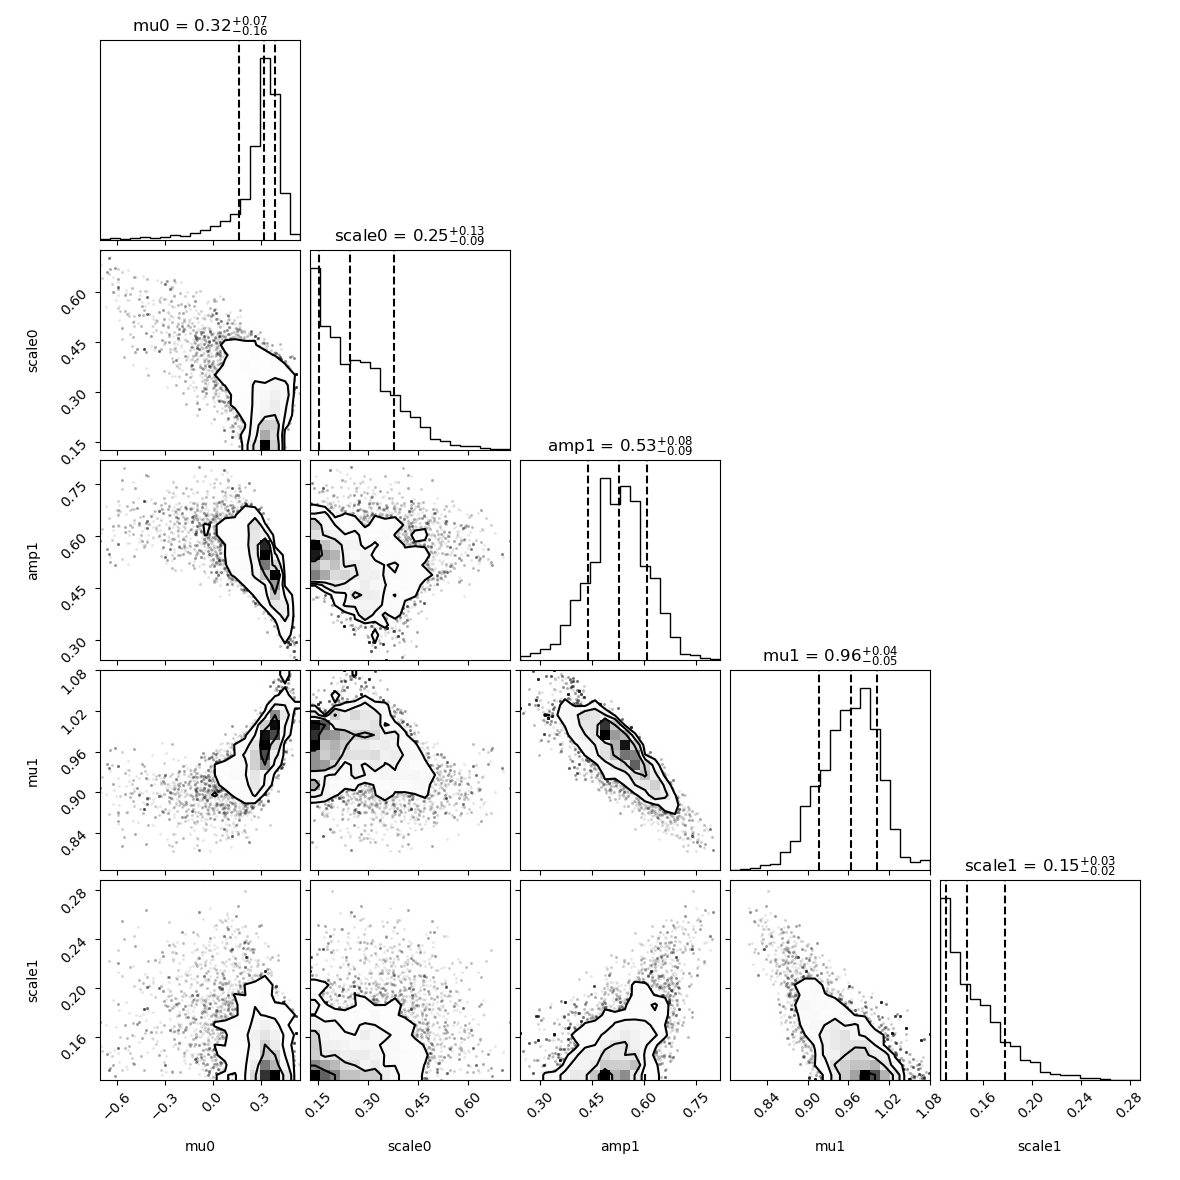 mu0 = 0.32+0.07−0.16
scale0 = 0.25+0.13−0.09
0.60
0.45
0.30
0.15
scale0
amp1 = 0.53+0.08−0.09
0.75
0.60
0.45
0.30
amp1
mu1 = 0.96+0.04−0.05
1.08
1.02
0.96
0.90
0.84
mu1
scale1 = 0.15+0.03−0.02
0.28
0.24
0.20
0.16
scale1
−0.6 −0.3 0.0 0.3 0.15 0.30 0.45 0.60 0.30 0.45 0.60 0.75 0.84 0.90 0.96 1.02 1.08 0.16 0.20 0.24 0.28
mu0 scale0 amp1 mu1 scale1